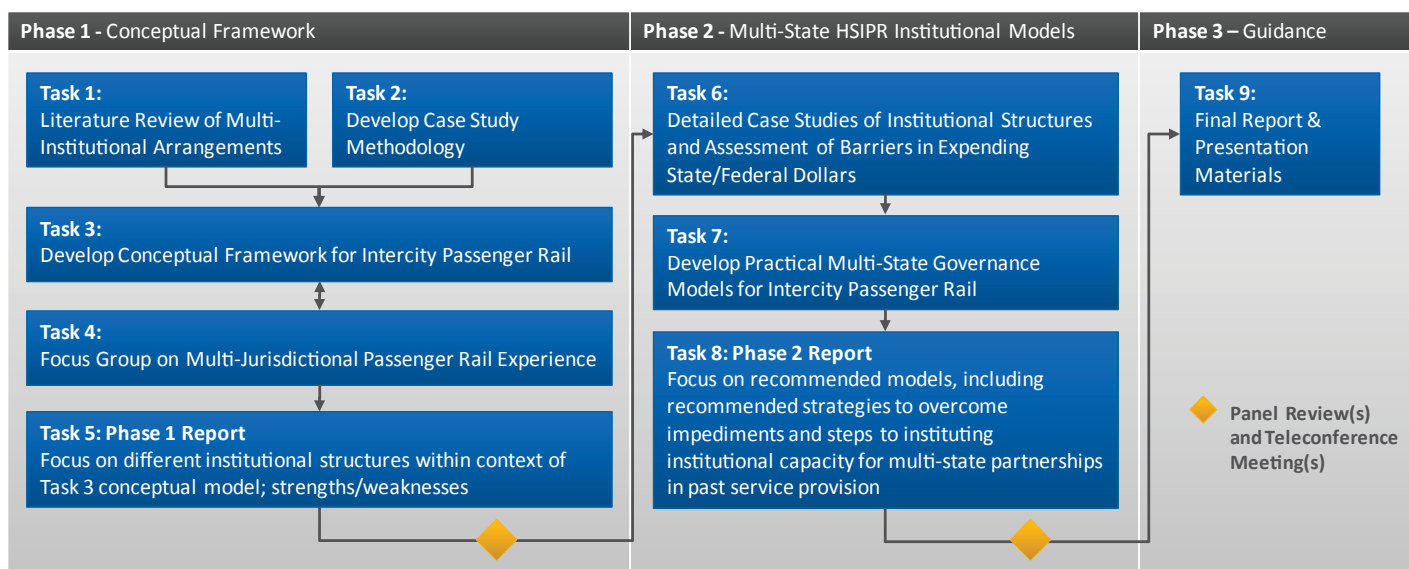 Phase 1 - Conceptual Framework
Task 1:
Literature Review of Multi-
Institutional Arrangements
Task 2:
Develop Case Study
Methodology
Task 3:
Develop Conceptual Framework for Intercity Passenger Rail
Task 4:
Focus Group on Multi-Jurisdictional Passenger Rail Experience
Task 5: Phase 1 Report
Focus on different institutional structures within context of
Task 3 conceptual model; strengths/weaknesses
Phase 2 - Multi-State HSIPR Institutional Models
Task 6:
Detailed Case Studies of Institutional Structures
and Assessment of Barriers in Expending
State/Federal Dollars
Task 7:
Develop Practical Multi-State Governance
Models for Intercity Passenger Rail
Task 8: Phase 2 Report
Focus on recommended models, including
recommended strategies to overcome
impediments and steps to instituting
institutional capacity for multi-state partnerships
in past service provision
Phase 3 – Guidance
Task 9:
Final Report &
Presentation
Materials
Panel Review(s)
and Teleconference
Meeting(s)